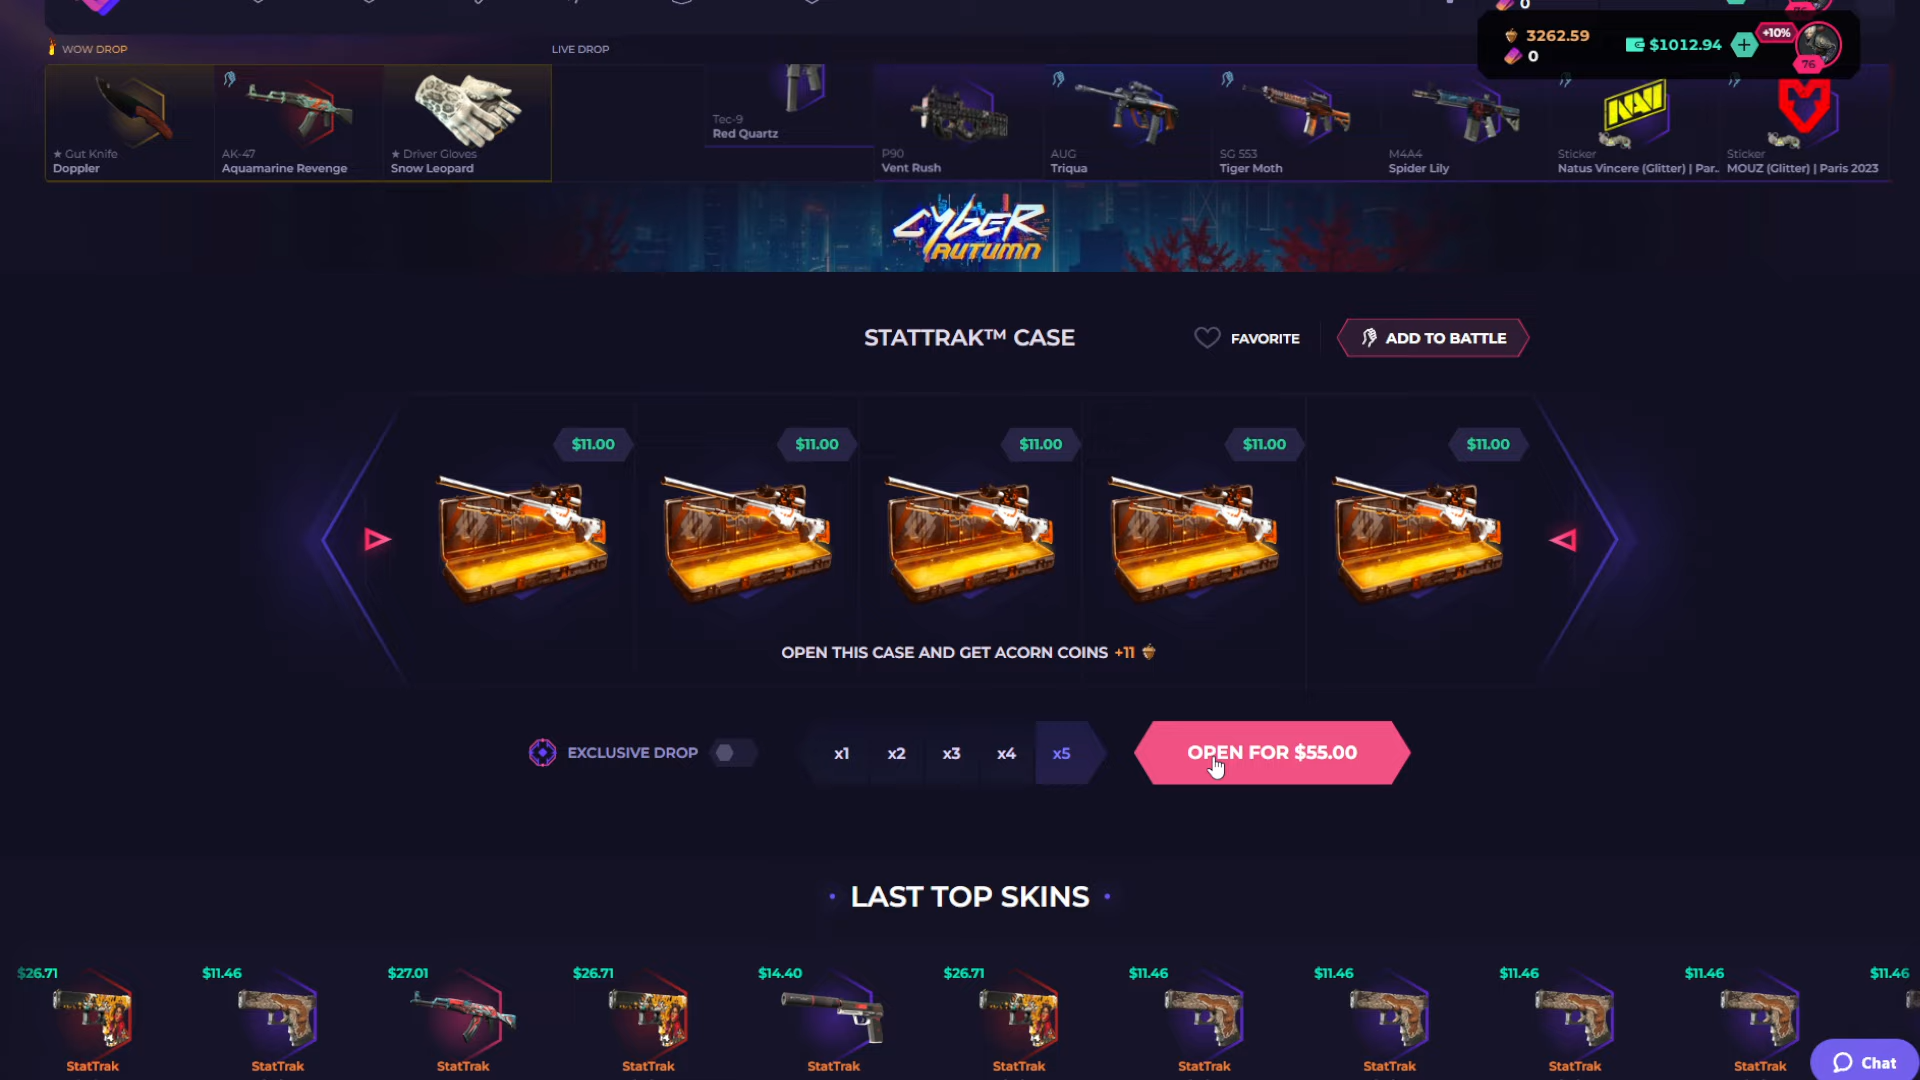 0
3262.59
0
$1012.94
+10%
76
WOW DROP
LIVE DROP
★ Gut Knife
Doppler
AK-47
Aquamarine Revenge
★ Driver Gloves
Snow Leopard
Tec-9
Red Quartz
P90
Vent Rush
AUG
Triqua
SG 553
Tiger Moth
M4A4
Spider Lily
Sticker
Natus Vincere (Glitter) | Par..
Sticker
MOUZ (Glitter) | Paris 2023
NAVI
CYBER
AUTUMN
STATTRAK™ CASE
FAVORITE
ADD TO BATTLE
$11.00
$11.00
$11.00
$11.00
$11.00
OPEN THIS CASE AND GET ACORN COINS +11
EXCLUSIVE DROP
x1
x2
x3
x4
x5
OPEN FOR $55.00
• LAST TOP SKINS •
$26.71
$11.46
$27.01
$26.71
$14.40
$26.71
$11.46
$11.46
$11.46
$11.46
$11.46
StatTrak
StatTrak
StatTrak
StatTrak
StatTrak
StatTrak
StatTrak
StatTrak
StatTrak
StatTrak
Chat